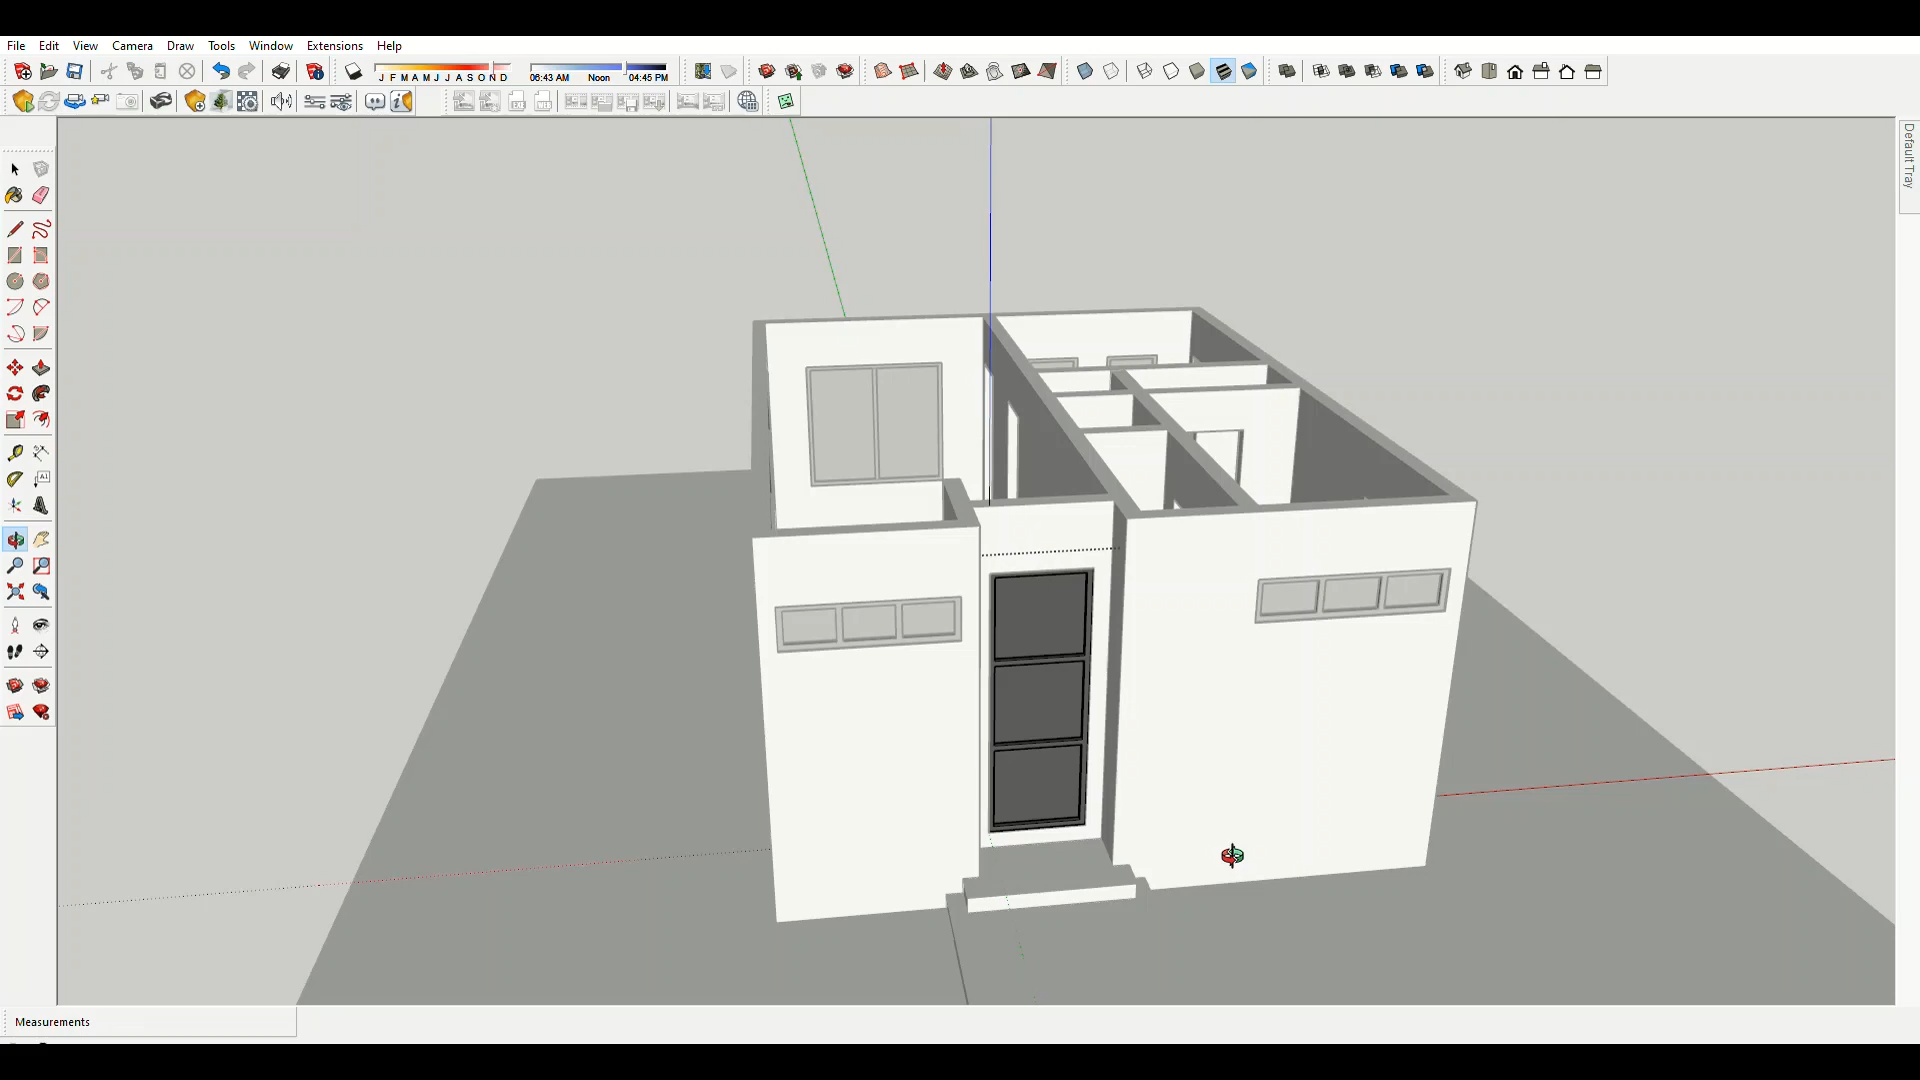 File Edit View Camera Draw Tools Window Extensions Help
J F M A M J J A S O N D
06:43 AM Noon 04:45 PM
Default Tray
A1
Measurements